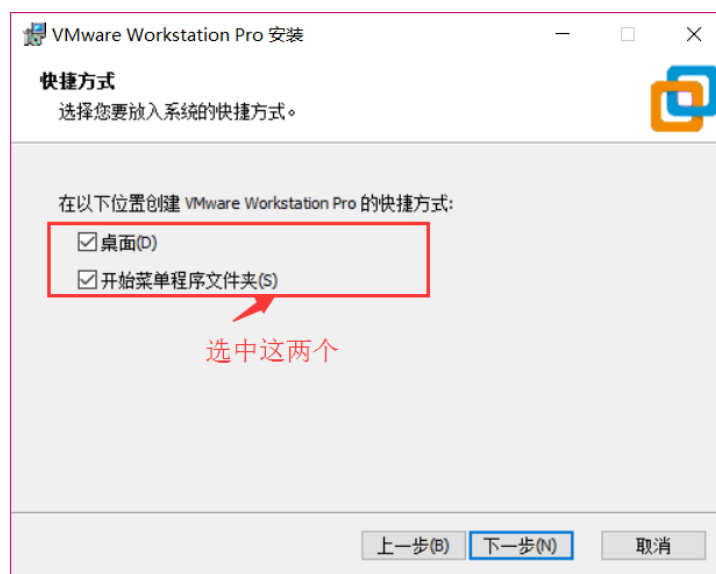 VMware Workstation Pro 安装
快捷方式
选择您要放入系统的快捷方式。
在以下位置创建 VMware Workstation Pro 的快捷方式:
桌面(D)
开始菜单程序文件夹(S)
选中这两个
上一步(B) 下一步(N) 取消